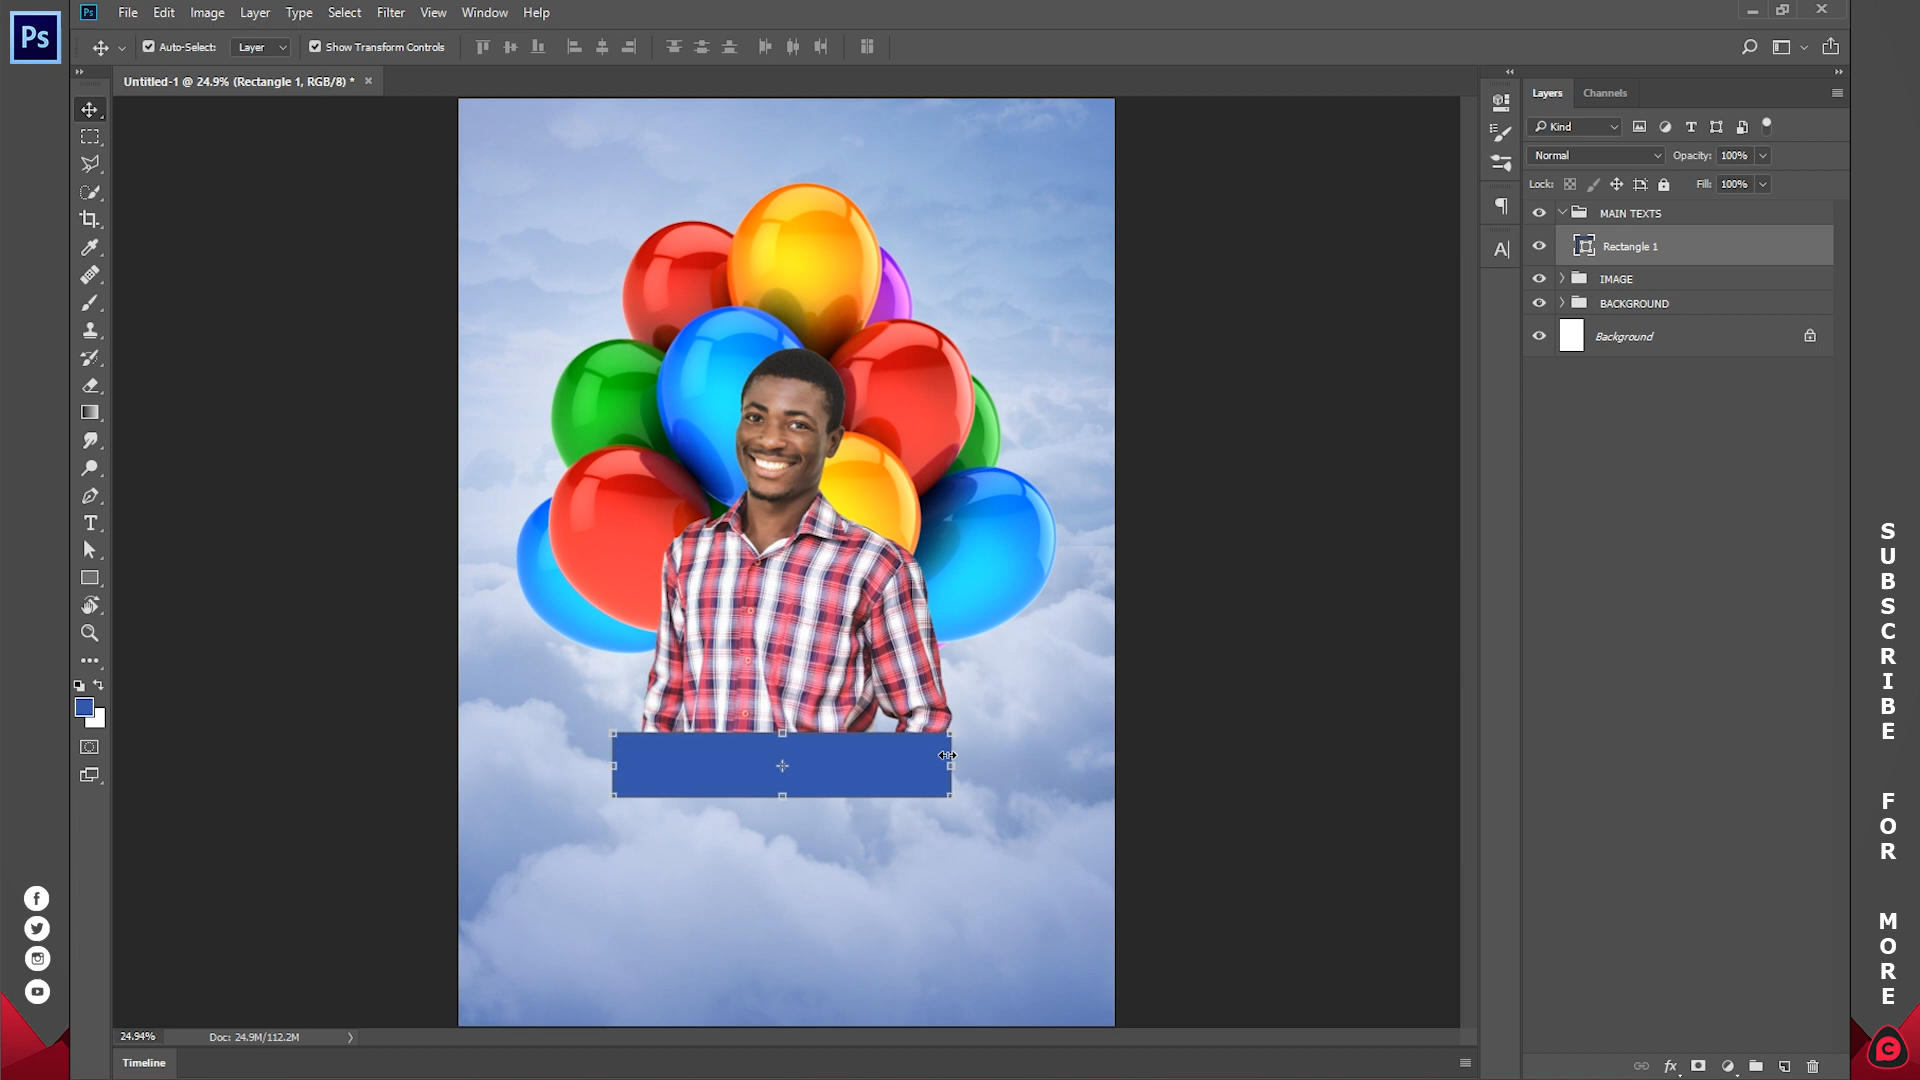 Ps
Ps File Edit Image Layer Type Select Filter View Window Help
Auto-Select: Layer Show Transform Controls
Untitled-1 @ 24.9% (Rectangle 1, RGB/8) * ×
Layers Channels
Kind
Normal Opacity: 100%
Lock: Fill: 100%
MAIN TEXTS
Rectangle 1
IMAGE
BACKGROUND
Background
24.94% Doc: 24.9M/112.2M
Timeline
fx
SUBSCRIBE
FOR
MORE